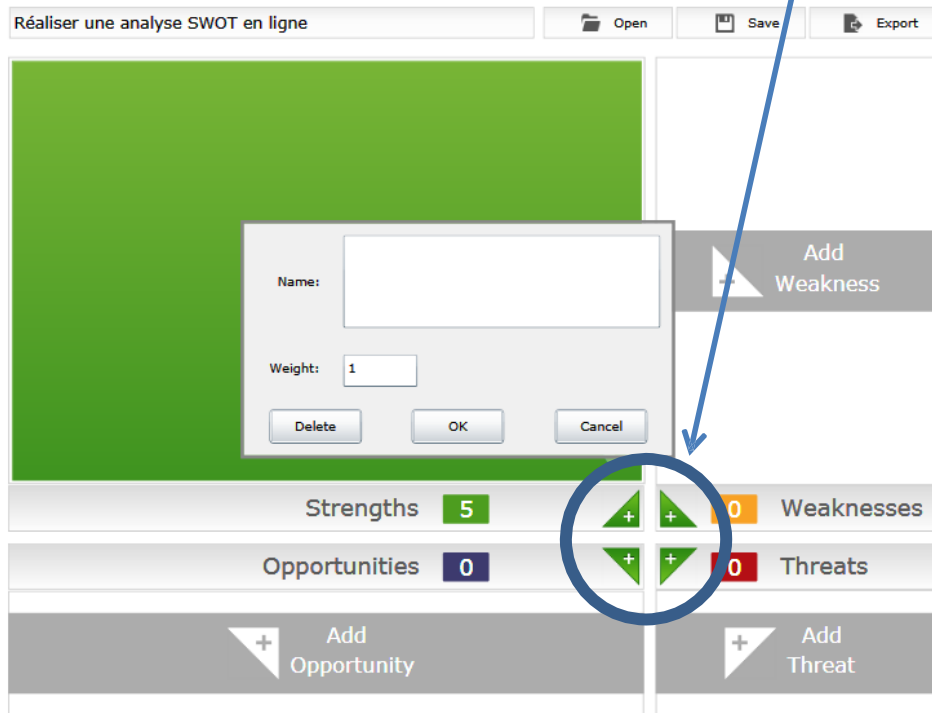 Réaliser une analyse SWOT en ligne
Open
Save
Export
Name:
Add
Weakness
Weight:
1
Delete
OK
Cancel
Strengths
5
0
Weaknesses
Opportunities
0
0
Threats
Add
Opportunity
Add
Threat